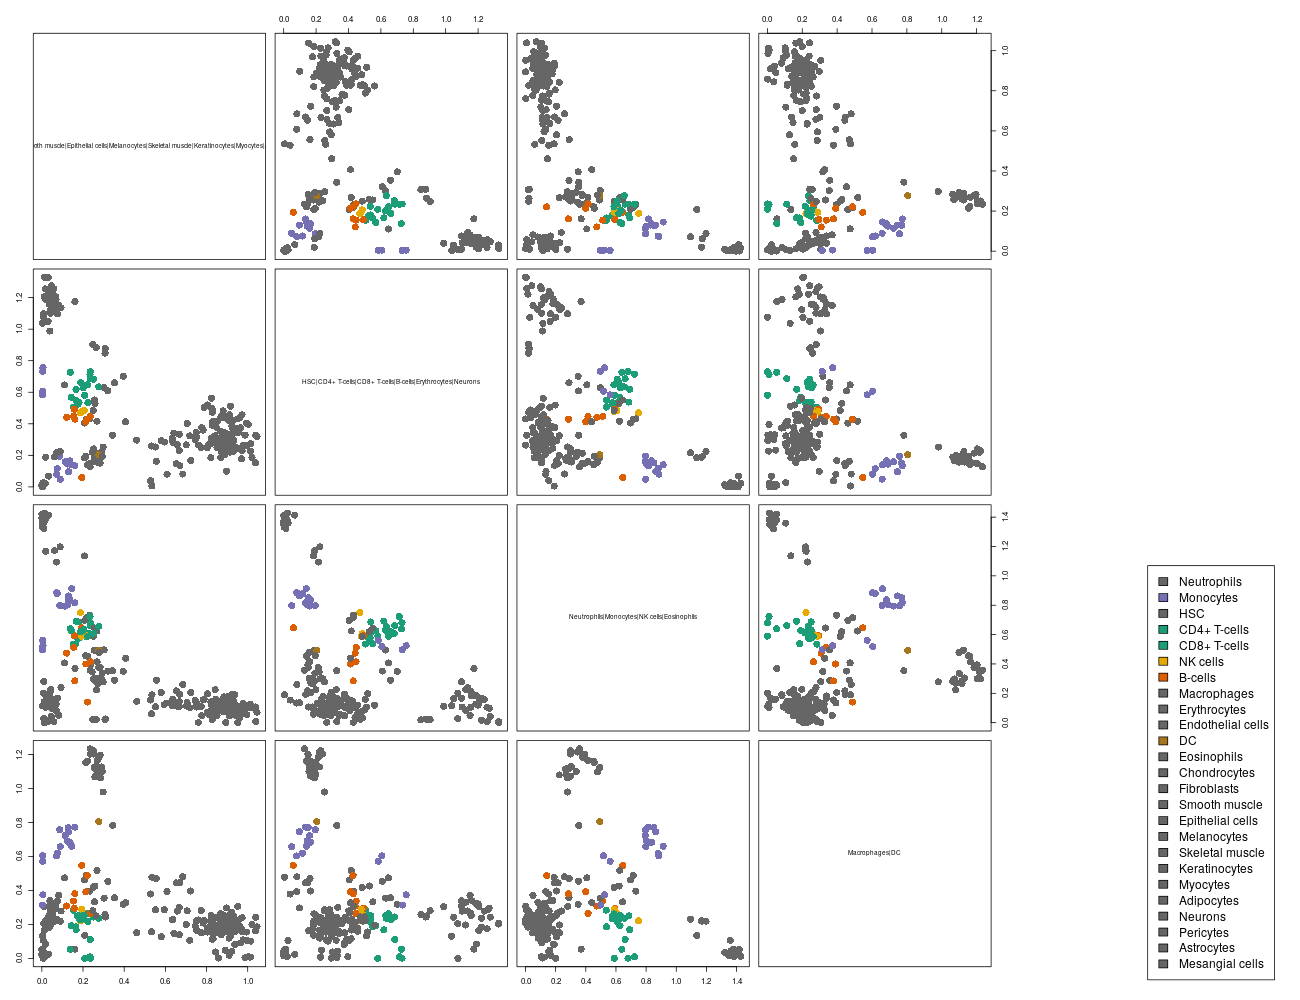 0.0 0.2 0.4 0.6 0.8 1.0 1.2
0.0 0.2 0.4 0.6 0.8 1.0 1.2
oth muscle|Epithelial cells|Melanocytes|Skeletal muscle|Keratinocytes|Myocytes|
0.0 0.2 0.4 0.6 0.8 1.0
0.0 0.2 0.4 0.6 0.8 1.0 1.2
HSC|CD4+ T-cells|CD8+ T-cells|B-cells|Erythrocytes|Neurons
Neutrophils|Monocytes|NK cells|Eosinophils
0.0 0.2 0.4 0.6 0.8 1.0 1.2 1.4
0.0 0.2 0.4 0.6 0.8 1.0 1.2
Macrophages|DC
0.0 0.2 0.4 0.6 0.8 1.0
0.0 0.2 0.4 0.6 0.8 1.0 1.2 1.4
Neutrophils
Monocytes
HSC
CD4+ T-cells
CD8+ T-cells
NK cells
B-cells
Macrophages
Erythrocytes
Endothelial cells
DC
Eosinophils
Chondrocytes
Fibroblasts
Smooth muscle
Epithelial cells
Melanocytes
Skeletal muscle
Keratinocytes
Myocytes
Adipocytes
Neurons
Pericytes
Astrocytes
Mesangial cells